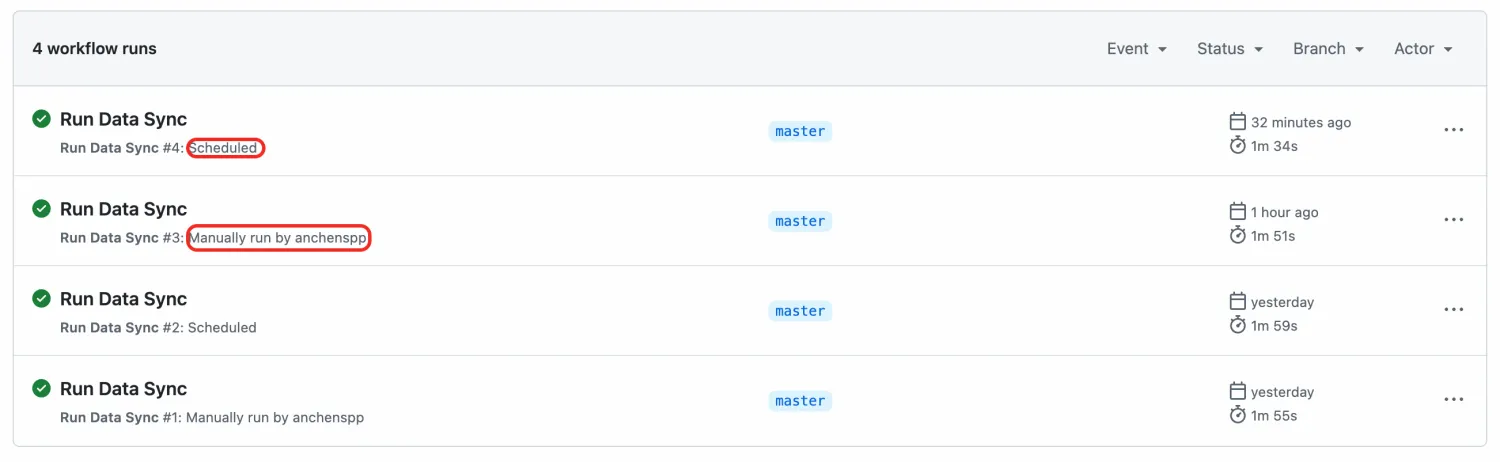 4 workflow runs
Event Status Branch Actor
Run Data Sync
Run Data Sync #4: Scheduled
master
32 minutes ago
1m 34s
Run Data Sync
Run Data Sync #3: Manually run by anchenspp
master
1 hour ago
1m 51s
Run Data Sync
Run Data Sync #2: Scheduled
master
yesterday
1m 59s
Run Data Sync
Run Data Sync #1: Manually run by anchenspp
master
yesterday
1m 55s